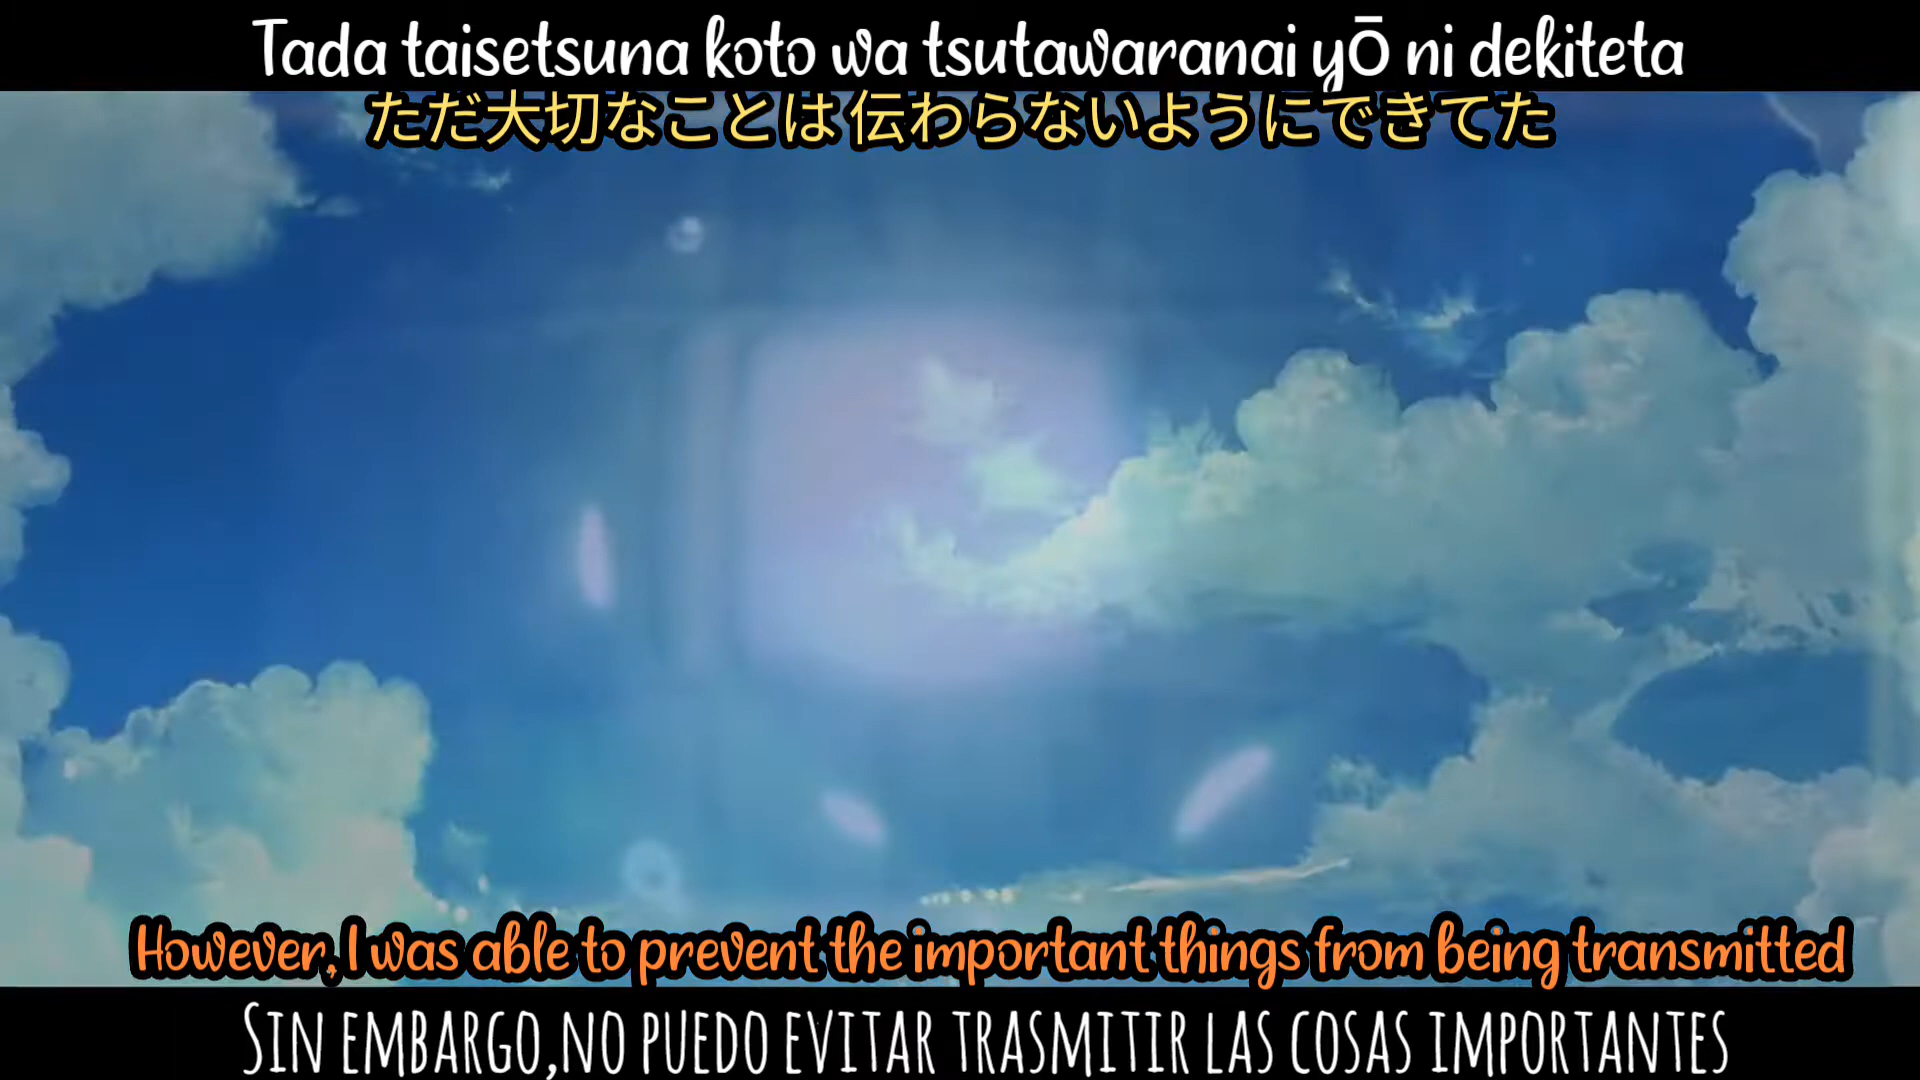 Tada taisetsuna koto wa tsutawaranai yō ni dekiteta
ただ大切なことは 伝わらないようにできてた
However, I was able to prevent the important things from being transmitted
Sin embargo,no puedo evitar trasmitir las cosas importantes